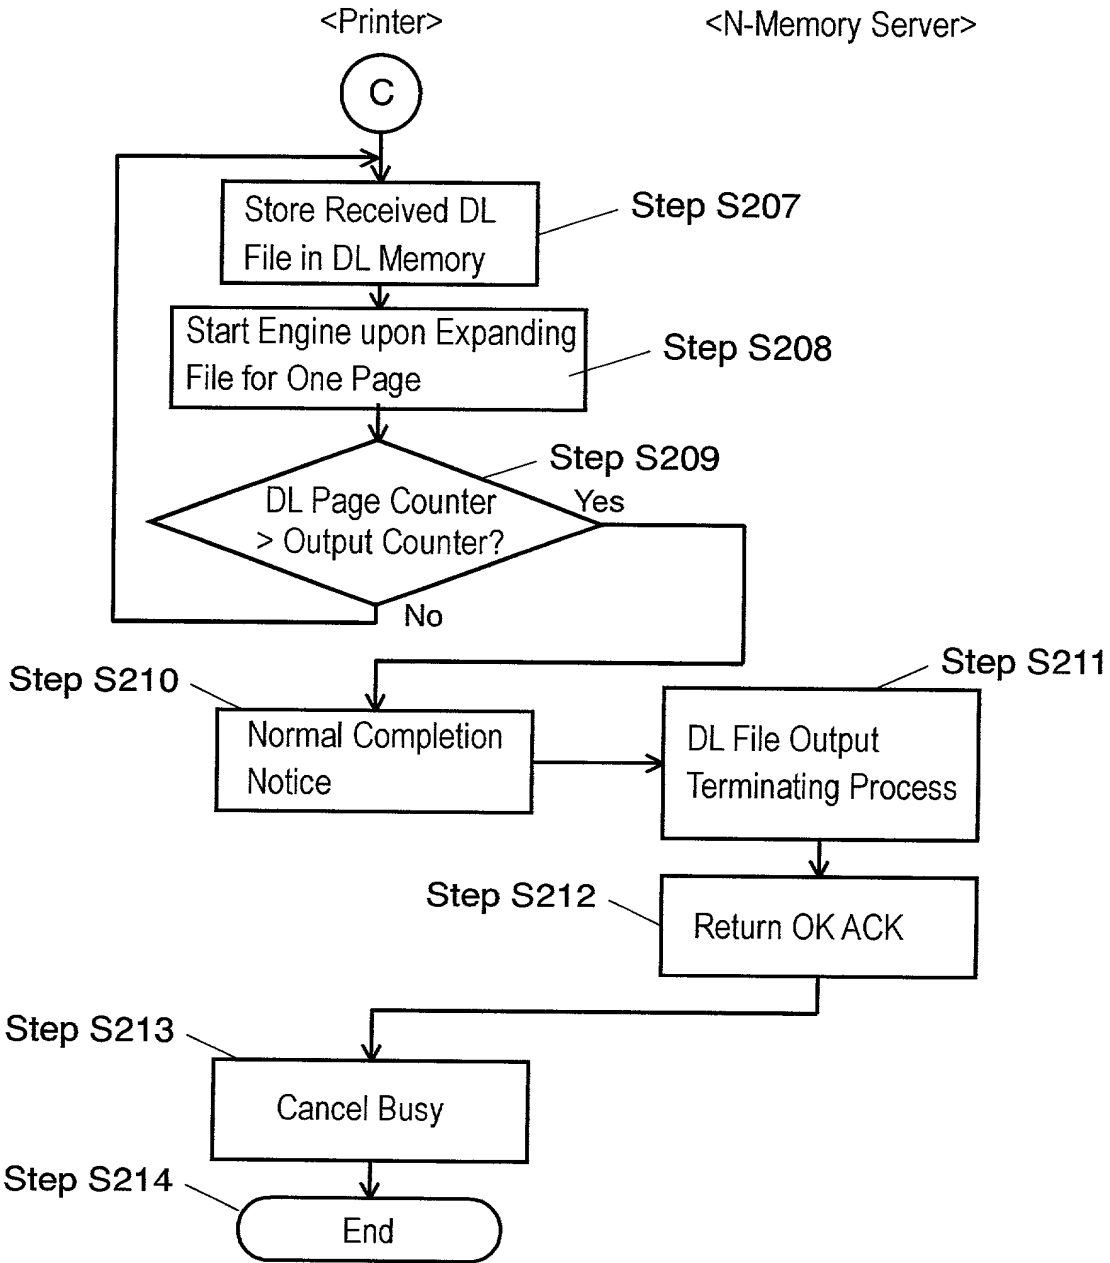 <Printer>
<N-Memory Server>
C
Store Received DL
File in DL Memory
Step S207
Start Engine upon Expanding
File for One Page
Step S208
Step S209
DL Page Counter
> Output Counter?
Yes
No
Step S210
Normal Completion
Notice
Step S211
DL File Output
Terminating Process
Step S212
Return OK ACK
Step S213
Cancel Busy
Step S214
End